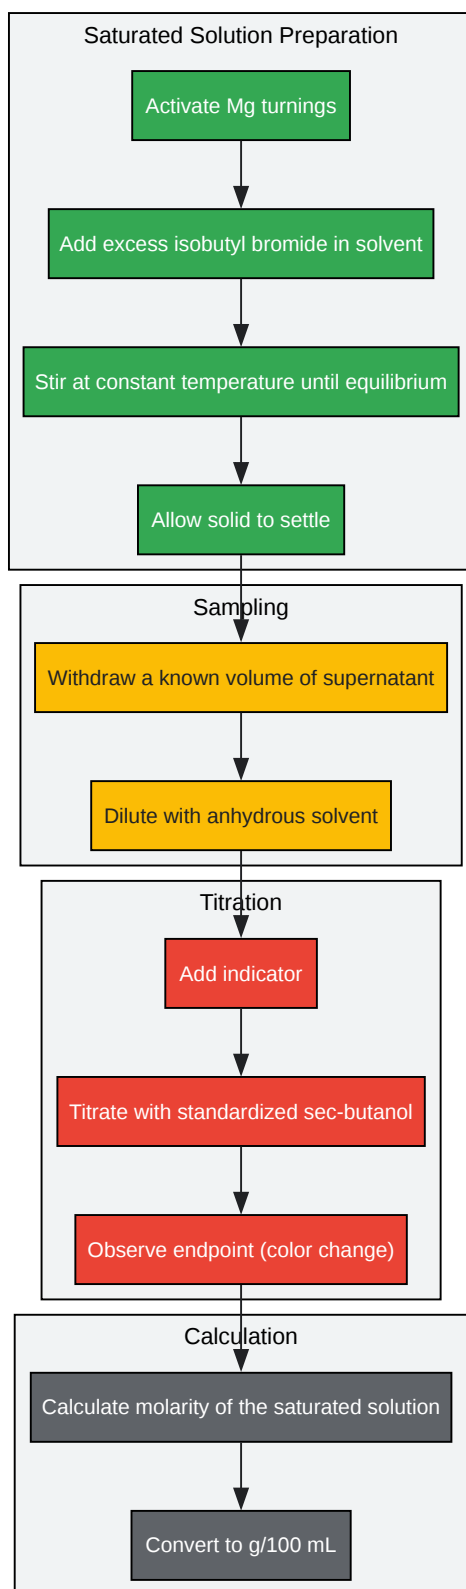 Saturated Solution Preparation
Activate Mg turnings
Add excess isobutyl bromide in solvent
Stir at constant temperature until equilibrium
Allow solid to settle
Sampling
Withdraw a known volume of supernatant
Dilute with anhydrous solvent
Titration
Add indicator
Titrate with standardized sec-butanol
Observe endpoint (color change)
Calculation
Calculate molarity of the saturated solution
Convert to g/100 mL